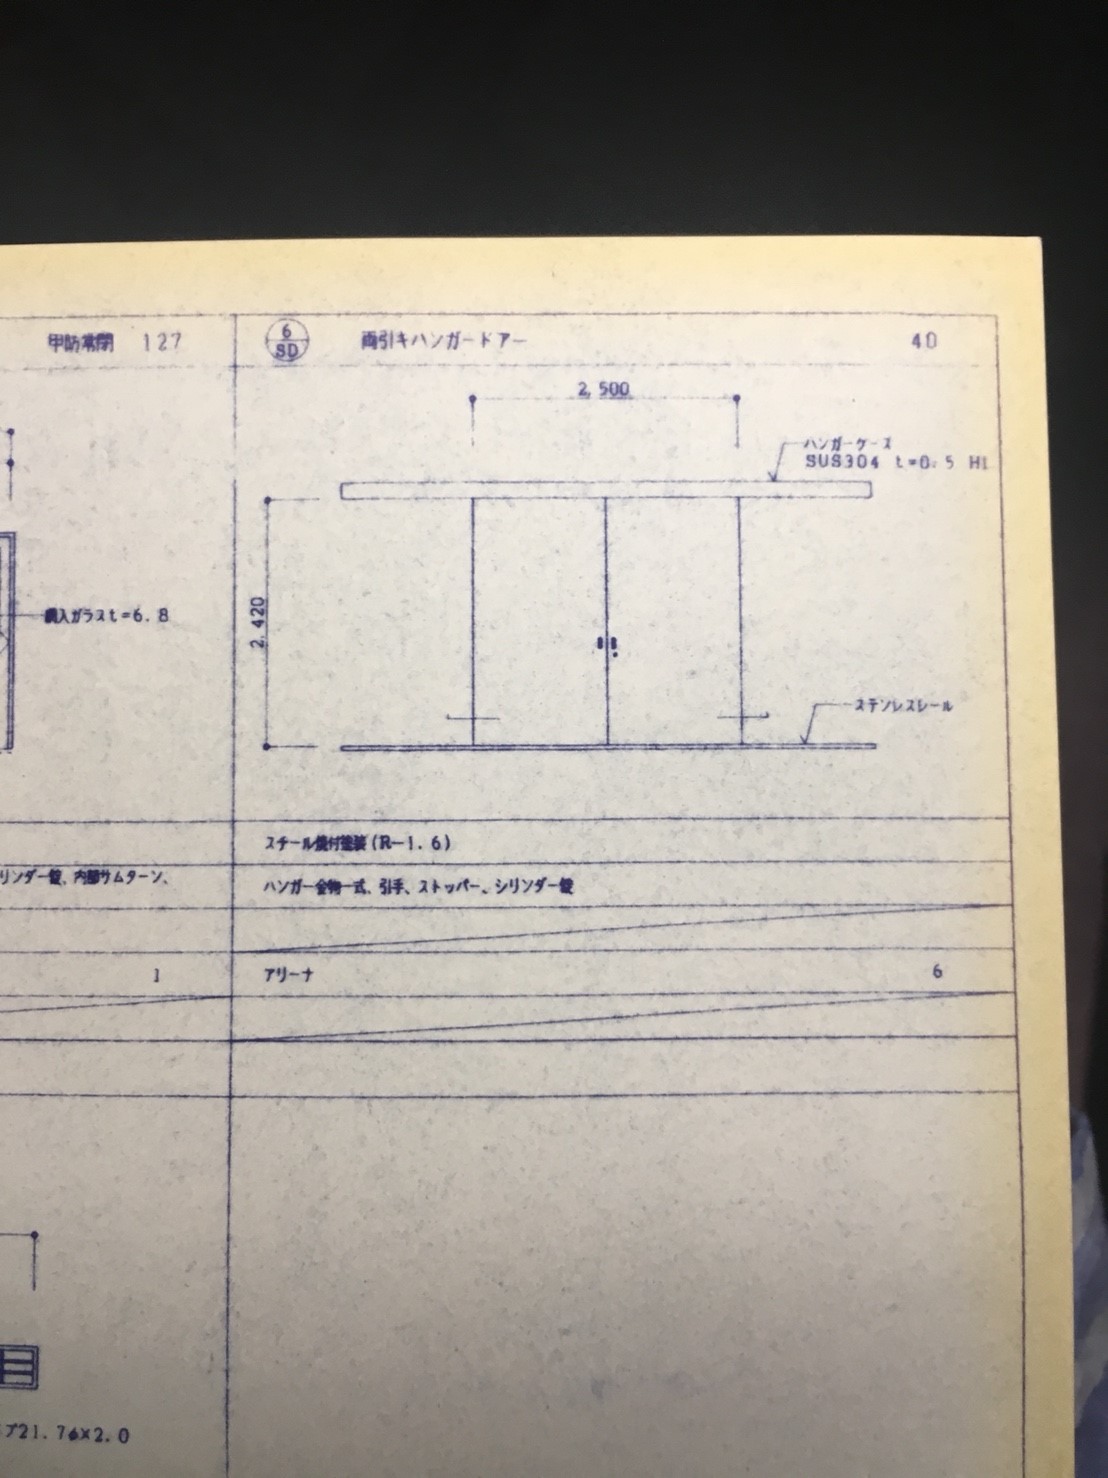 甲防常閉 127
6
SD
両引キハンガードアー
40
2,500
ハンガーケース
SUS304 t=0.5 HL
2,420
網入ガラスt=6.8
ステンレスレール
スチール焼付塗装(R-1.6)
リンダー錠、内部サムターン、
ハンガー金物一式、引手、ストッパー、シリンダー錠
1
アリーナ
6
プ21.7φ×2.0